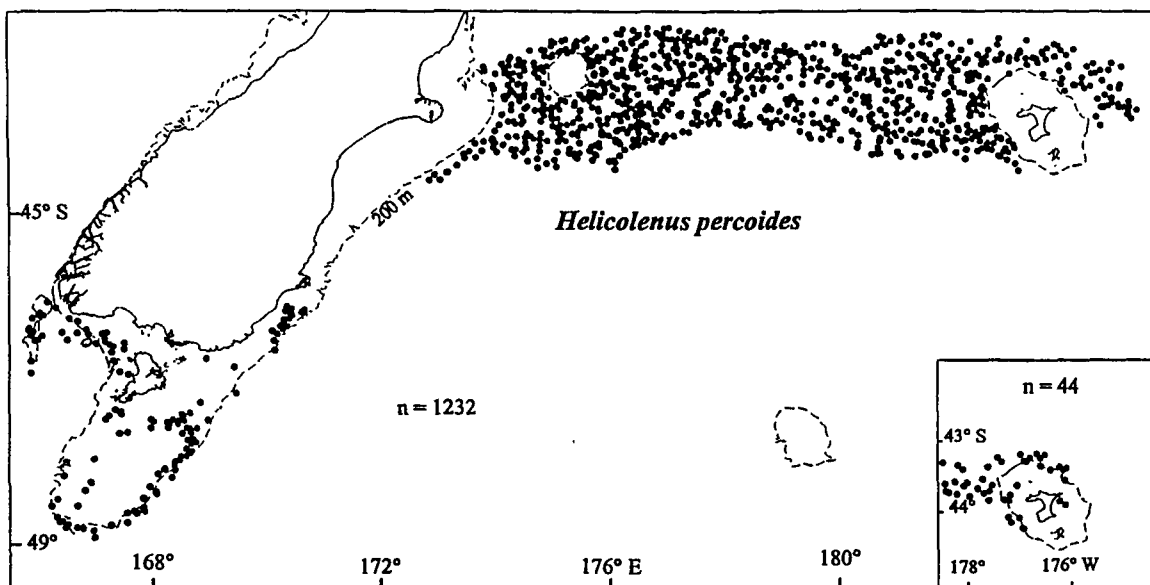 45° S
200 m
Helicolenus percoides
n = 1232
n = 44
43° S
44°
49°
168°
172°
176° E
180°
178°
176° W